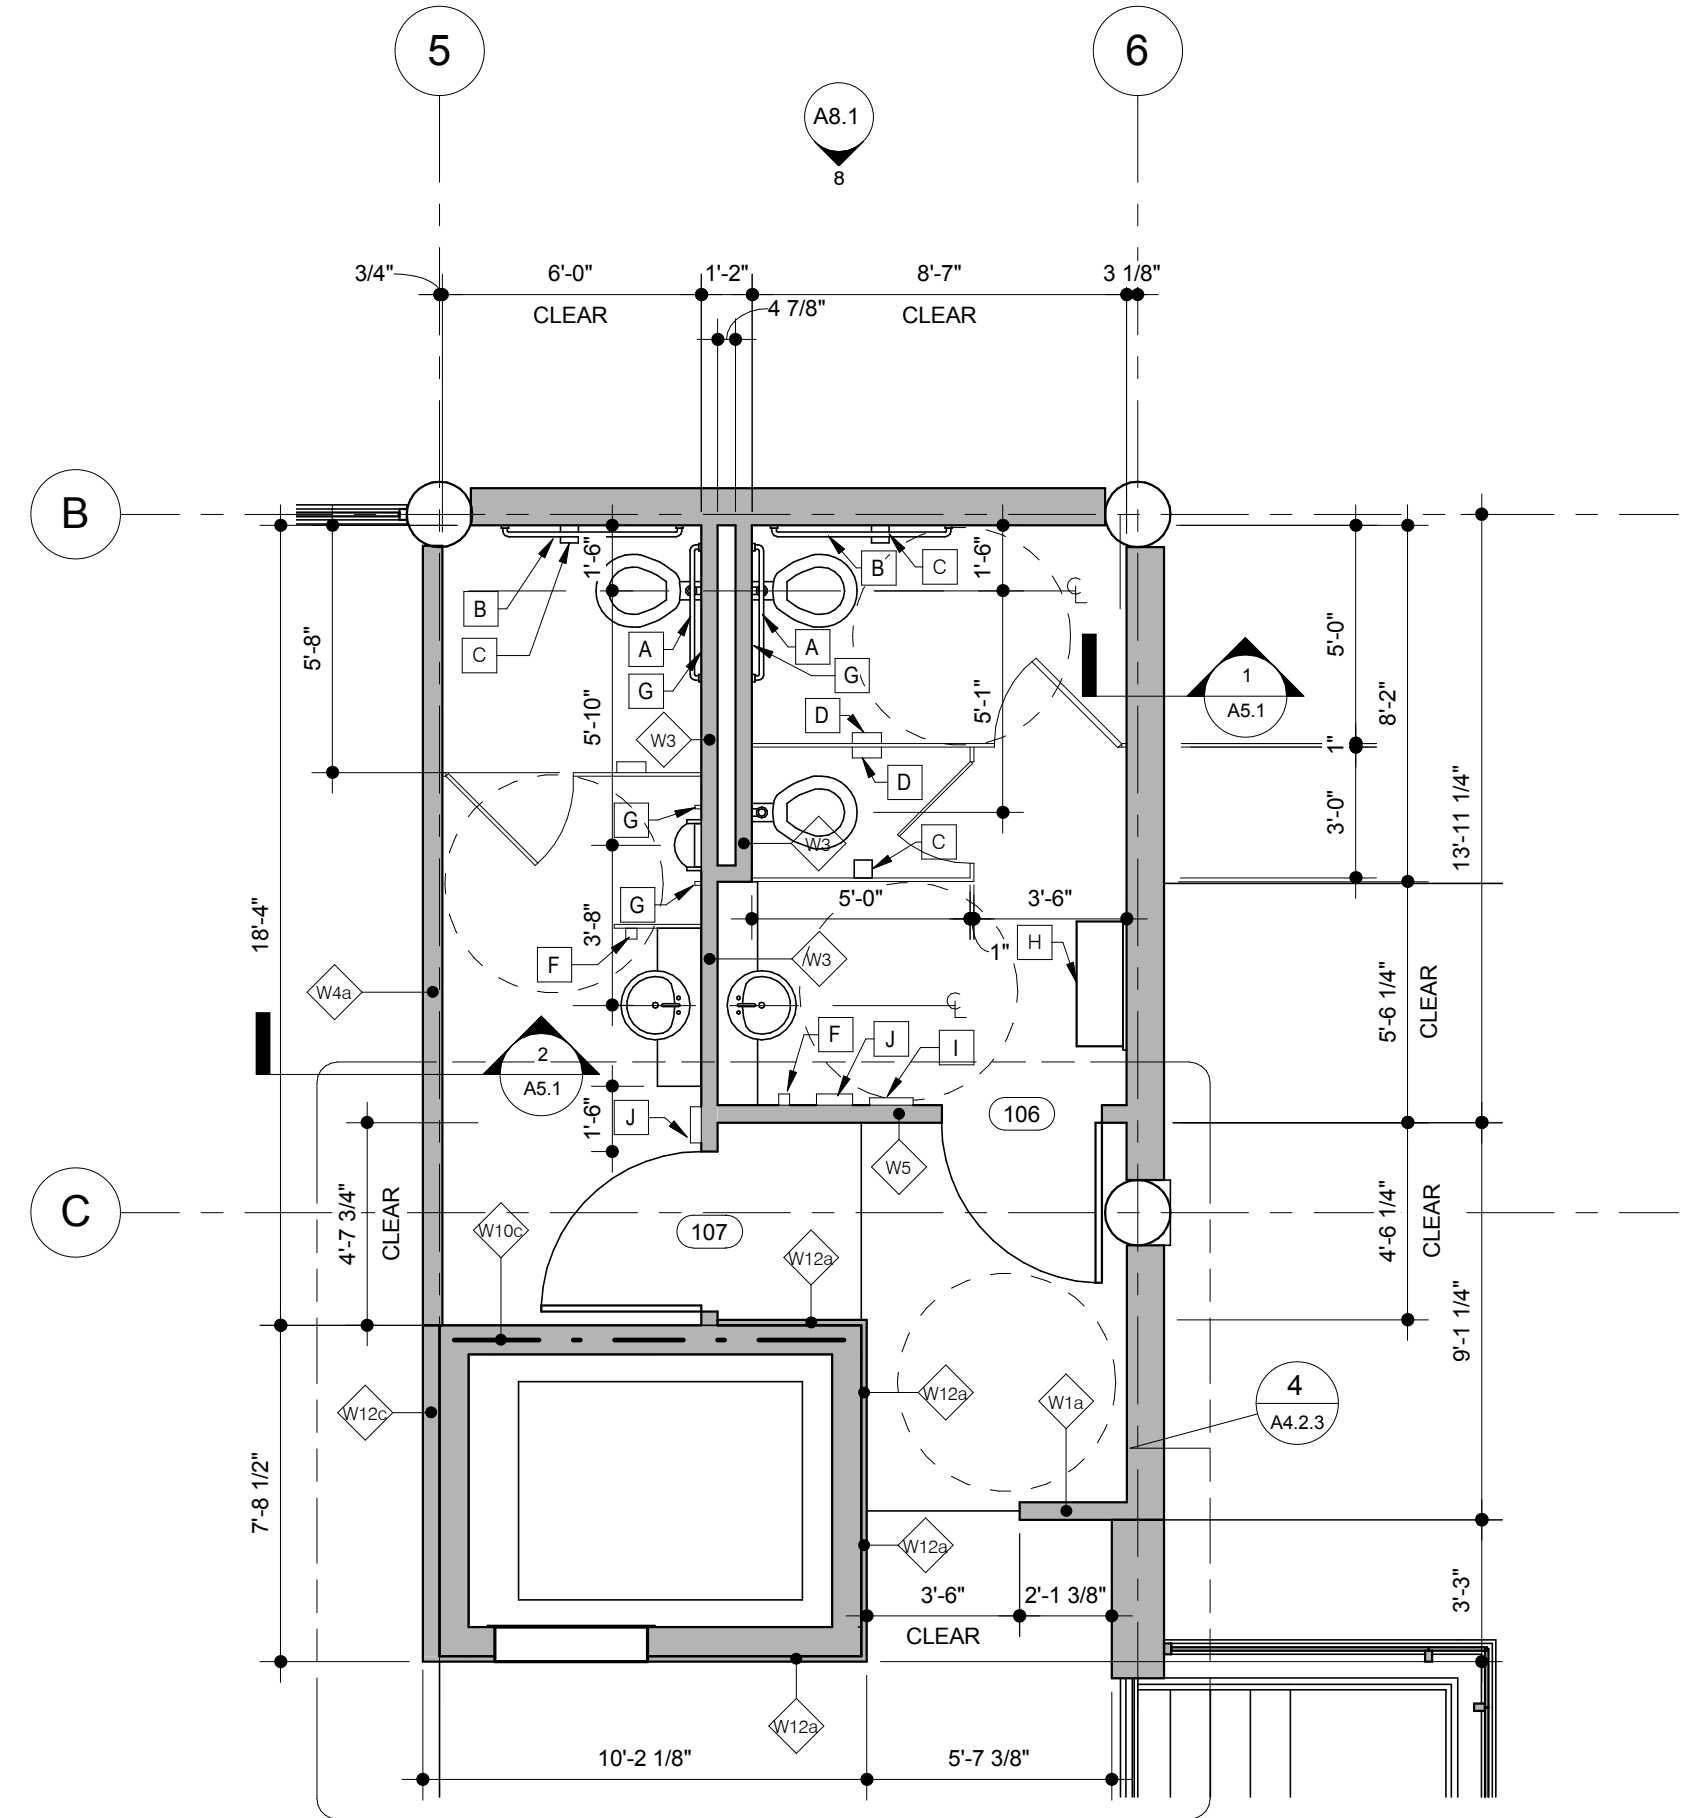 5
6
A8.1
8
3/4"
6'-0"
1'-2"
8'-7"
3 1/8"
CLEAR
4 7/8"
CLEAR
B
1'-6"
1'-6"
B
C
B
C
A
A
G
G
5'-8"
5'-10"
5'-1"
5'-0"
8'-2"
1
A5.1
D
W3
1"
D
13'-11 1/4"
G
W3
C
3'-0"
5'-0"
3'-6"
G
18'-4"
3'-8"
1"
H
F
W3
W4a
5'-6 1/4"
CLEAR
F
J
I
2
A5.1
1'-6"
J
106
W5
C
4'-7 3/4"
CLEAR
W10c
107
W12a
4'-6 1/4"
CLEAR
9'-1 1/4"
W12c
W12a
W1a
4
A4.2.3
7'-8 1/2"
W12a
3'-6"
2'-1 3/8"
CLEAR
3'-3"
W12a
10'-2 1/8"
5'-7 3/8"